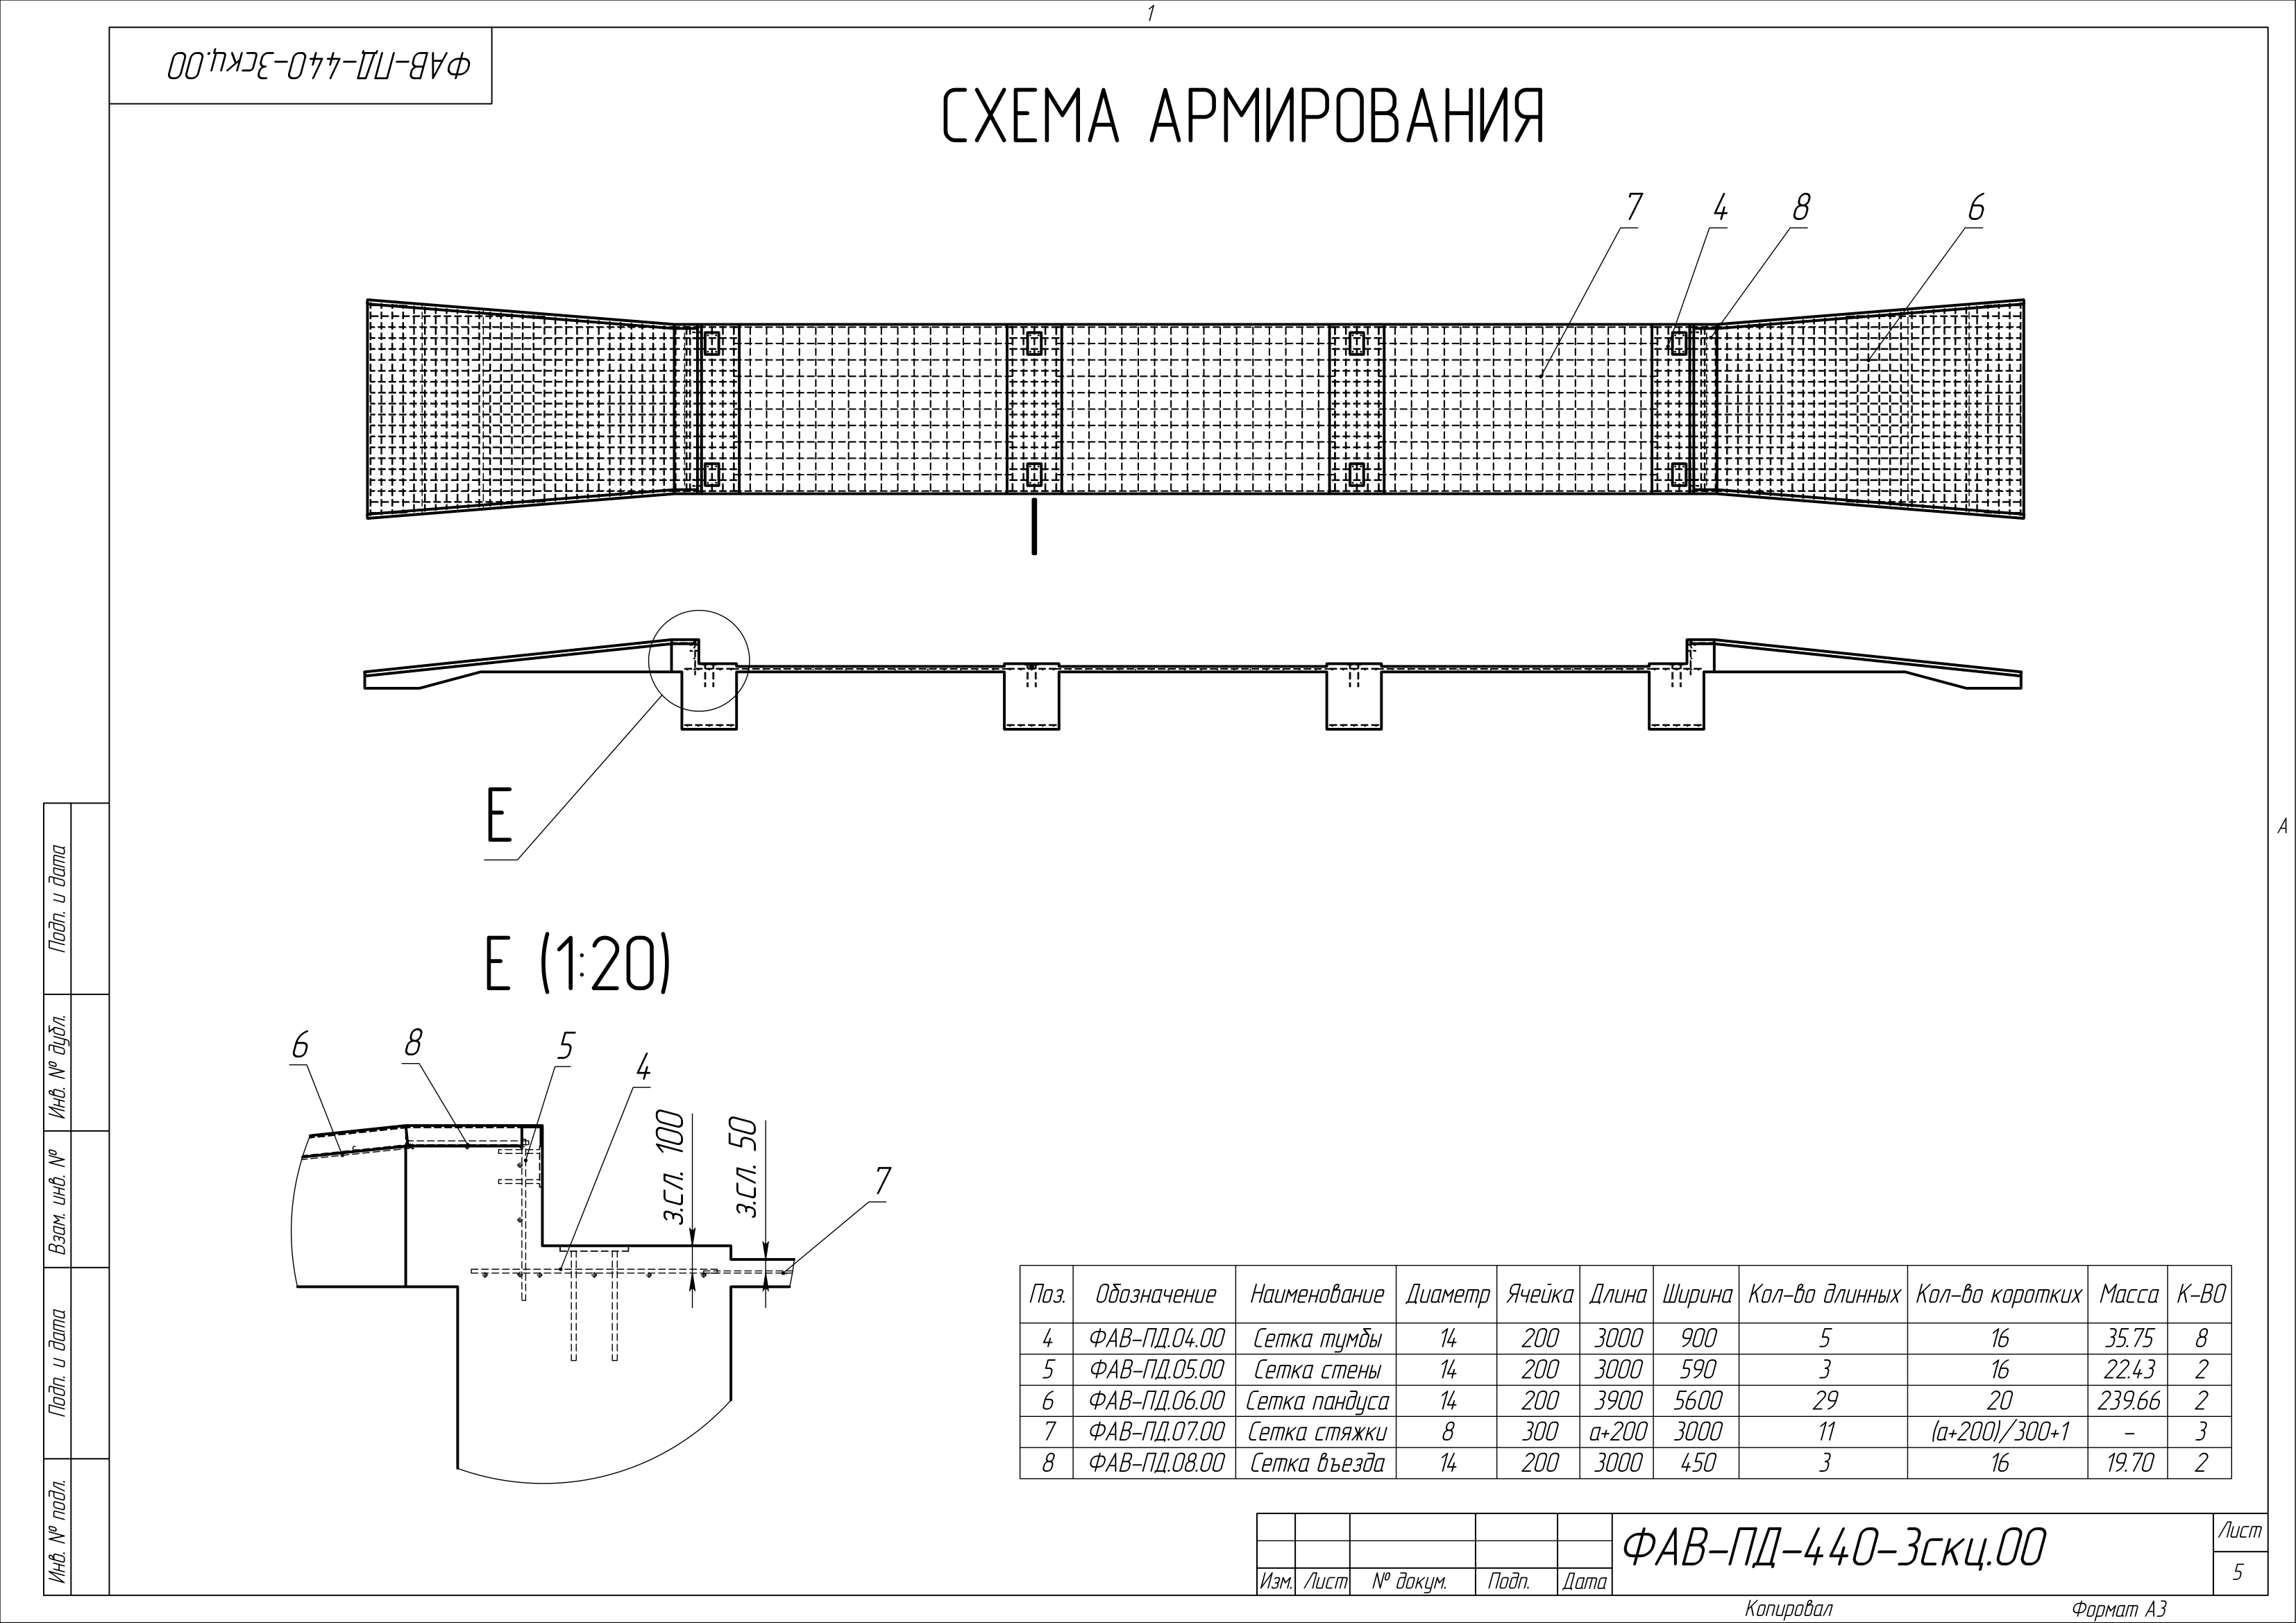 1
ФАВ-ПД-440-3скц.00
СХЕМА АРМИРОВАНИЯ
7 4 8 6
Е
А
Е (1:20)
6 8 5 4
з.сл. 100
з.сл. 50
7
Подп. и дата
Инв. № дубл.
Взам. инв. №
Подп. и дата
Инв. № подл.
Поз. Обозначение Наименование Диаметр Ячейка Длина Ширина Кол-во длинных Кол-во коротких Масса К-ВО
4 ФАВ-ПД.04.00 Сетка тумбы 14 200 3000 900 5 16 35.75 8
5 ФАВ-ПД.05.00 Сетка стены 14 200 3000 590 3 16 22.43 2
6 ФАВ-ПД.06.00 Сетка пандуса 14 200 3900 5600 29 20 239.66 2
7 ФАВ-ПД.07.00 Сетка стяжки 8 300 а+200 3000 11 (а+200)/300+1 - 3
8 ФАВ-ПД.08.00 Сетка въезда 14 200 3000 450 3 16 19.70 2
ФАВ-ПД-440-3скц.00
Лист
5
Изм. Лист № докум. Подп. Дата
Копировал Формат А3